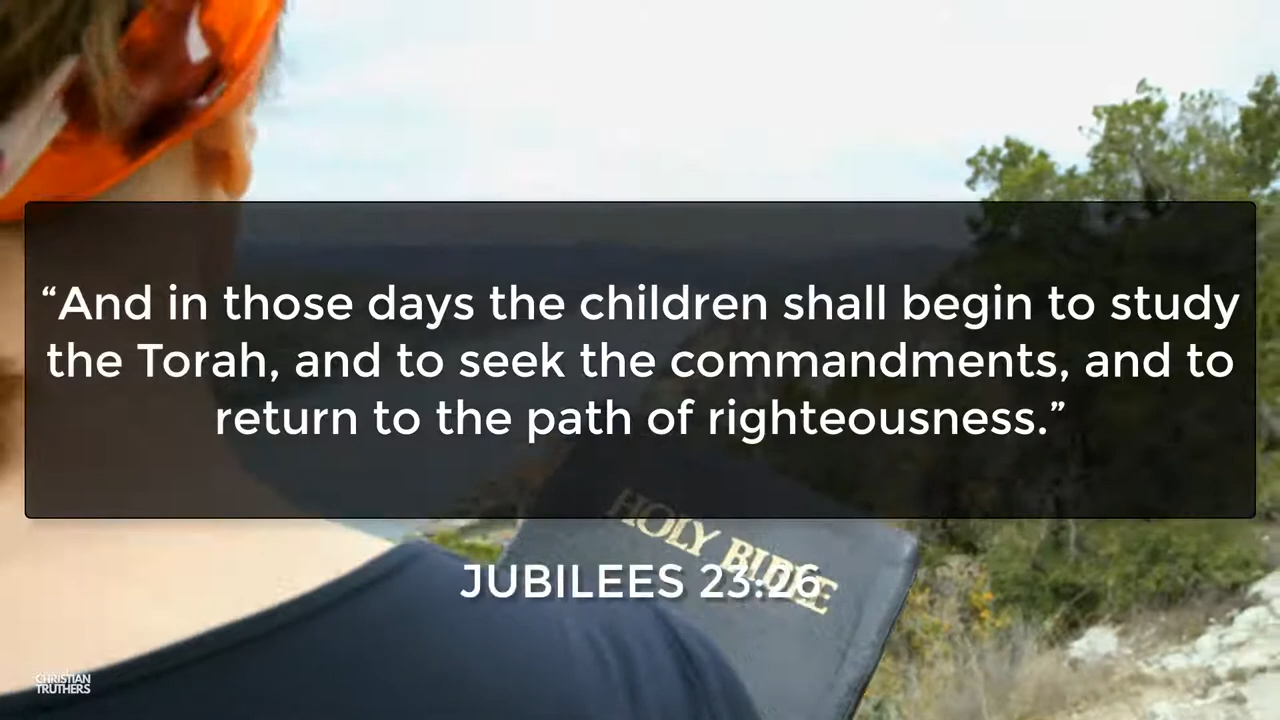 “And in those days the children shall begin to study
the Torah, and to seek the commandments, and to
return to the path of righteousness.”
HOLY BIBLE
JUBILEES 23:26
CHRISTIAN
TRUTHERS